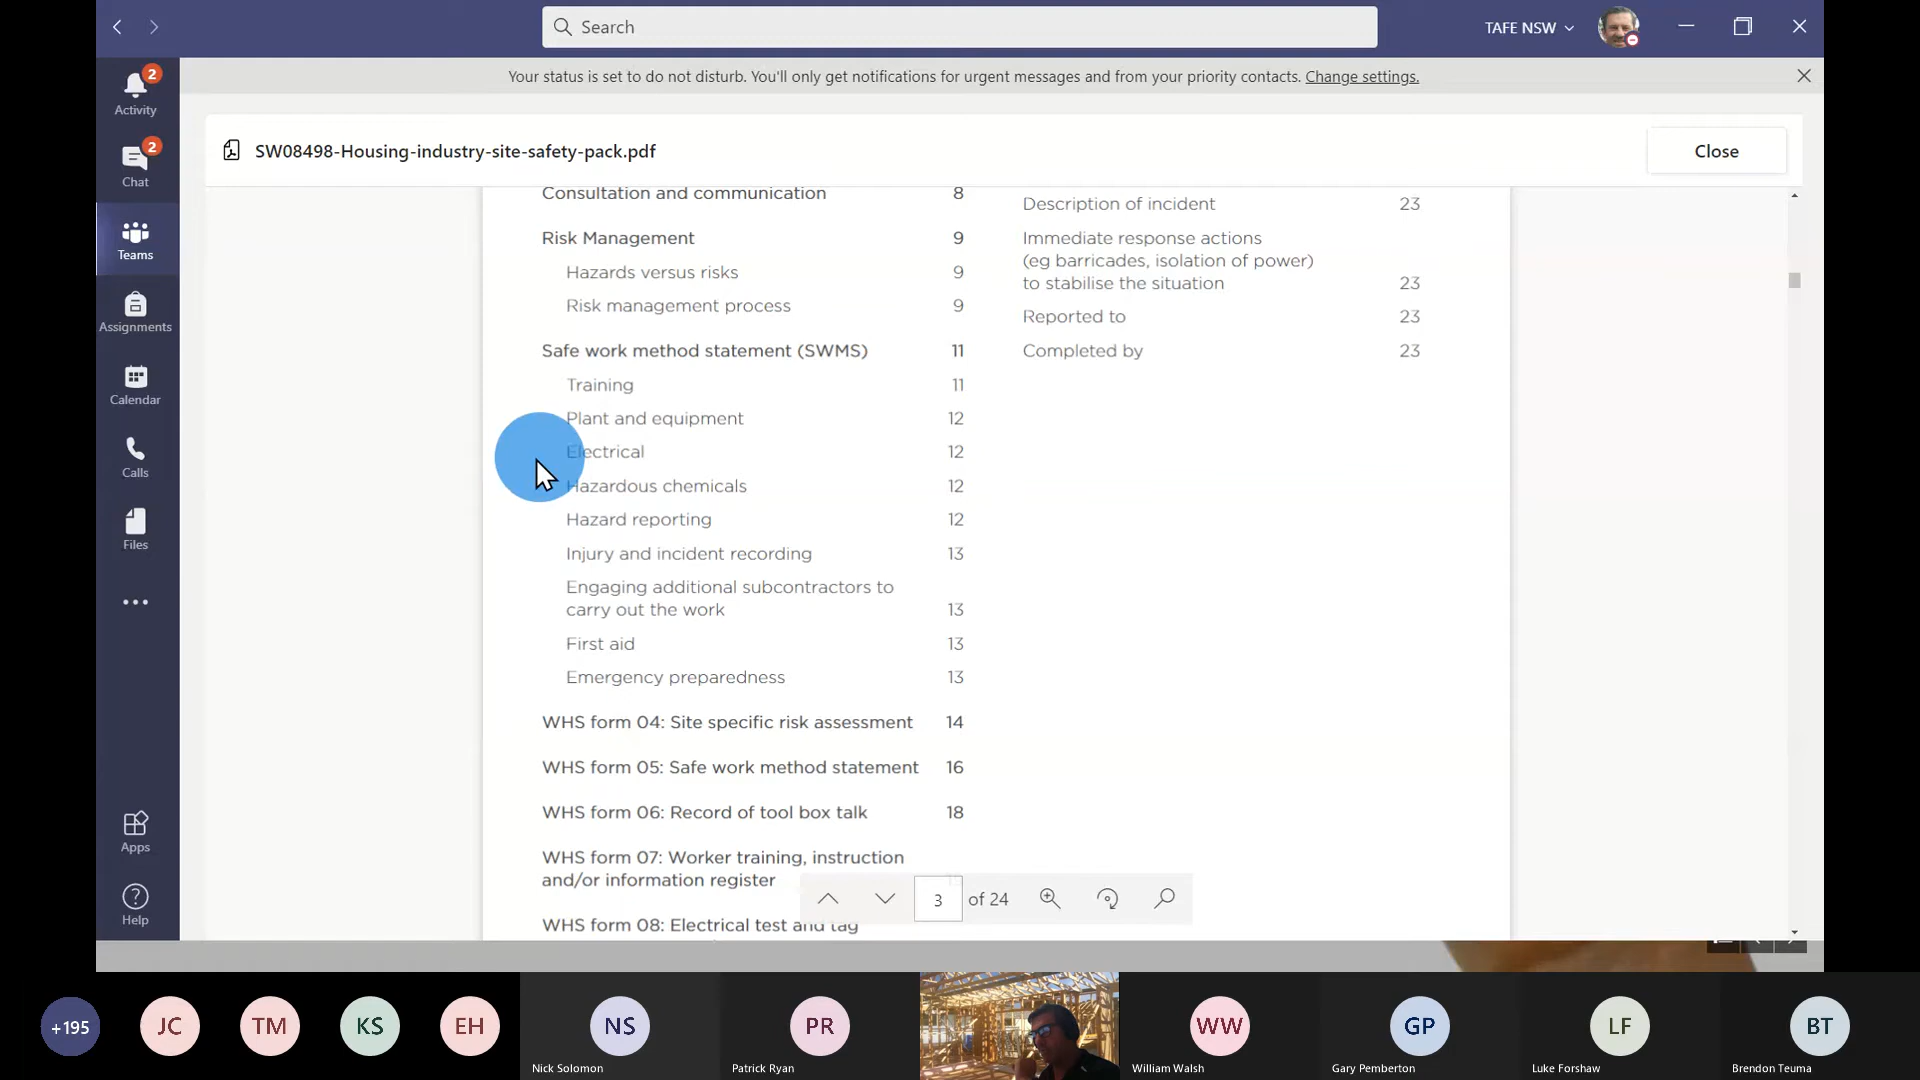 Search
TAFE NSW
Your status is set to do not disturb. You'll only get notifications for urgent messages and from your priority contacts. Change settings.
2
Activity
2
Chat
Teams
Assignments
Calendar
Calls
Files
Apps
Help
SW08498-Housing-industry-site-safety-pack.pdf
Close
Consultation and communication 8
Risk Management 9
Hazards versus risks 9
Risk management process 9
Safe work method statement (SWMS) 11
Training 11
Plant and equipment 12
Electrical 12
Hazardous chemicals 12
Hazard reporting 12
Injury and incident recording 13
Engaging additional subcontractors to
carry out the work 13
First aid 13
Emergency preparedness 13
WHS form 04: Site specific risk assessment 14
WHS form 05: Safe work method statement 16
WHS form 06: Record of tool box talk 18
WHS form 07: Worker training, instruction
and/or information register
WHS form 08: Electrical test and tag
Description of incident 23
Immediate response actions
(eg barricades, isolation of power)
to stabilise the situation 23
Reported to 23
Completed by 23
3 of 24
+195
JC
TM
KS
EH
NS
Nick Solomon
PR
Patrick Ryan
WW
William Walsh
GP
Gary Pemberton
LF
Luke Forshaw
BT
Brendon Teuma